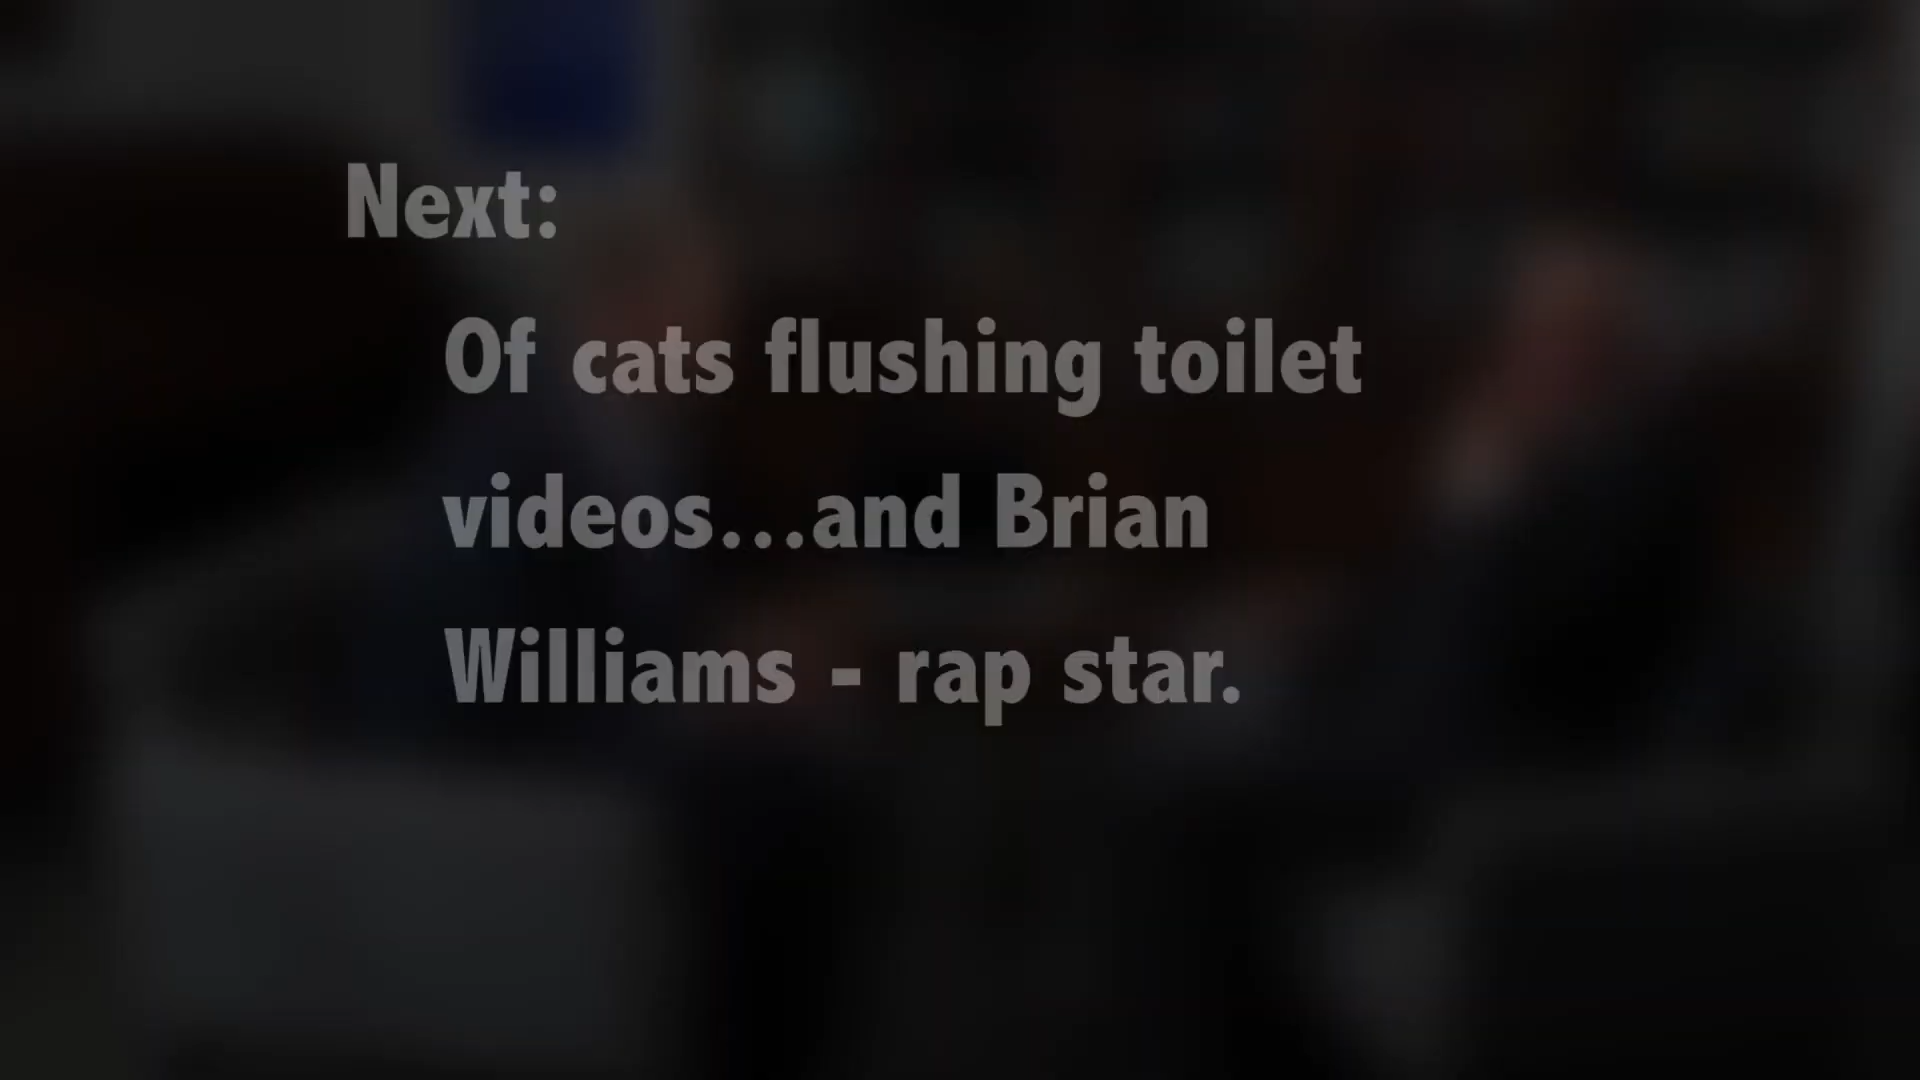 Next:
Of cats flushing toilet
videos...and Brian
Williams - rap star.